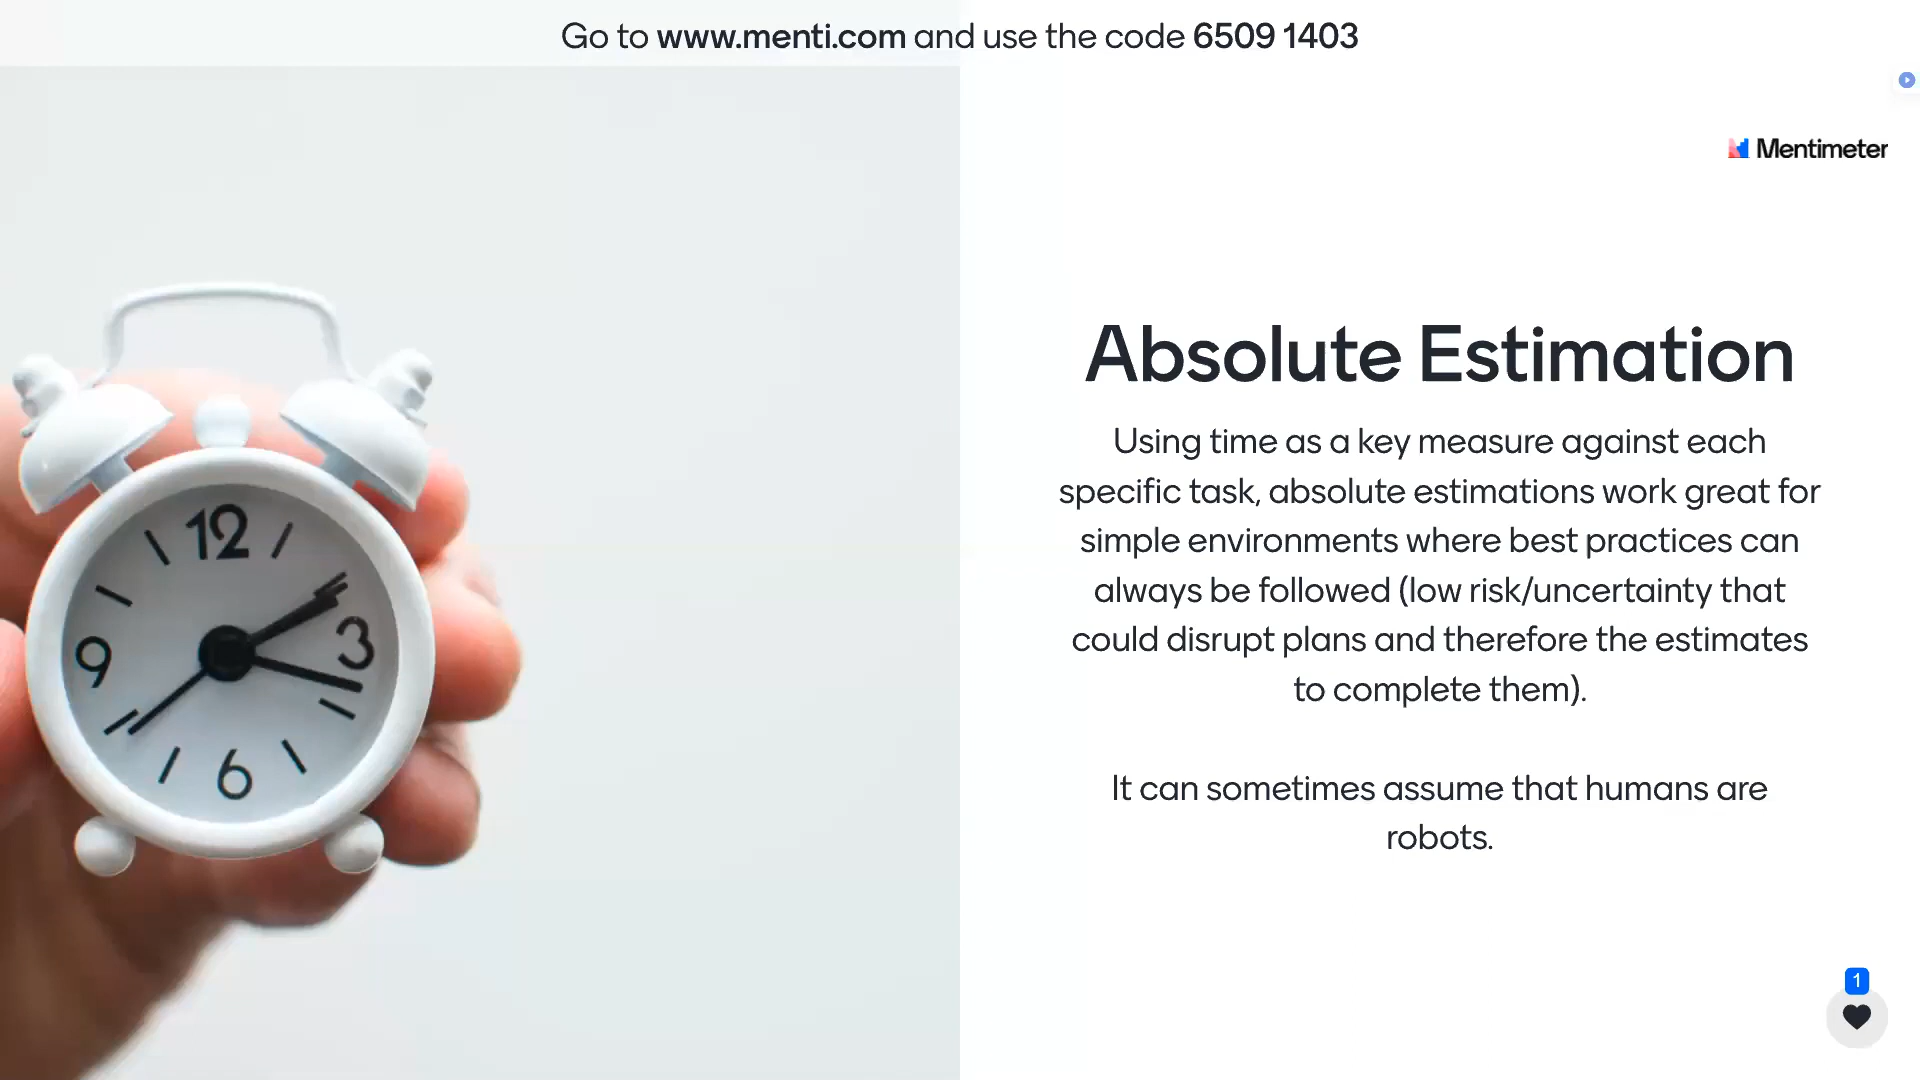 Go to www.menti.com and use the code 6509 1403
Mentimeter
12
3
9
6
Absolute Estimation
Using time as a key measure against each
specific task, absolute estimations work great for
simple environments where best practices can
always be followed (low risk/uncertainty that
could disrupt plans and therefore the estimates
to complete them).
It can sometimes assume that humans are
robots.
1